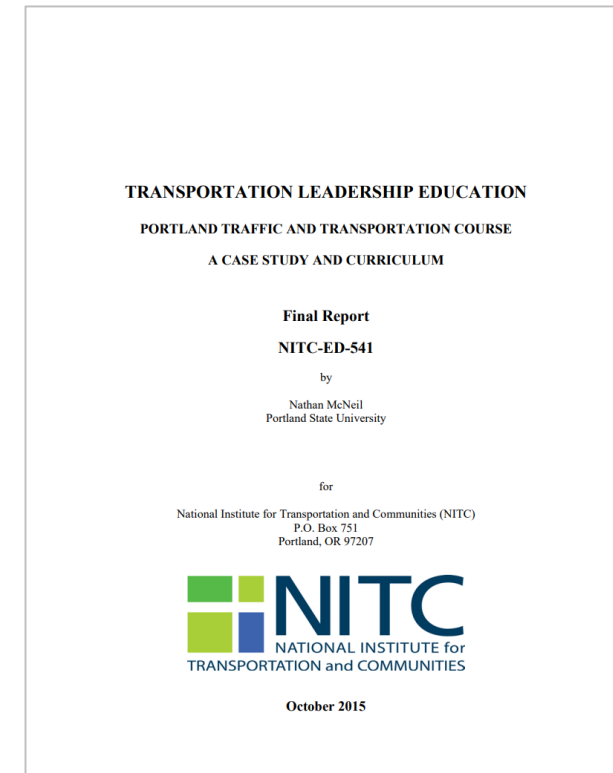 TRANSPORTATION LEADERSHIP EDUCATION
PORTLAND TRAFFIC AND TRANSPORTATION COURSE
A CASE STUDY AND CURRICULUM
Final Report
NITC-ED-541
by
Nathan McNeil
Portland State University
for
National Institute for Transportation and Communities (NITC)
P.O. Box 751
Portland, OR 97207
NITC
NATIONAL INSTITUTE for
TRANSPORTATION and COMMUNITIES
October 2015